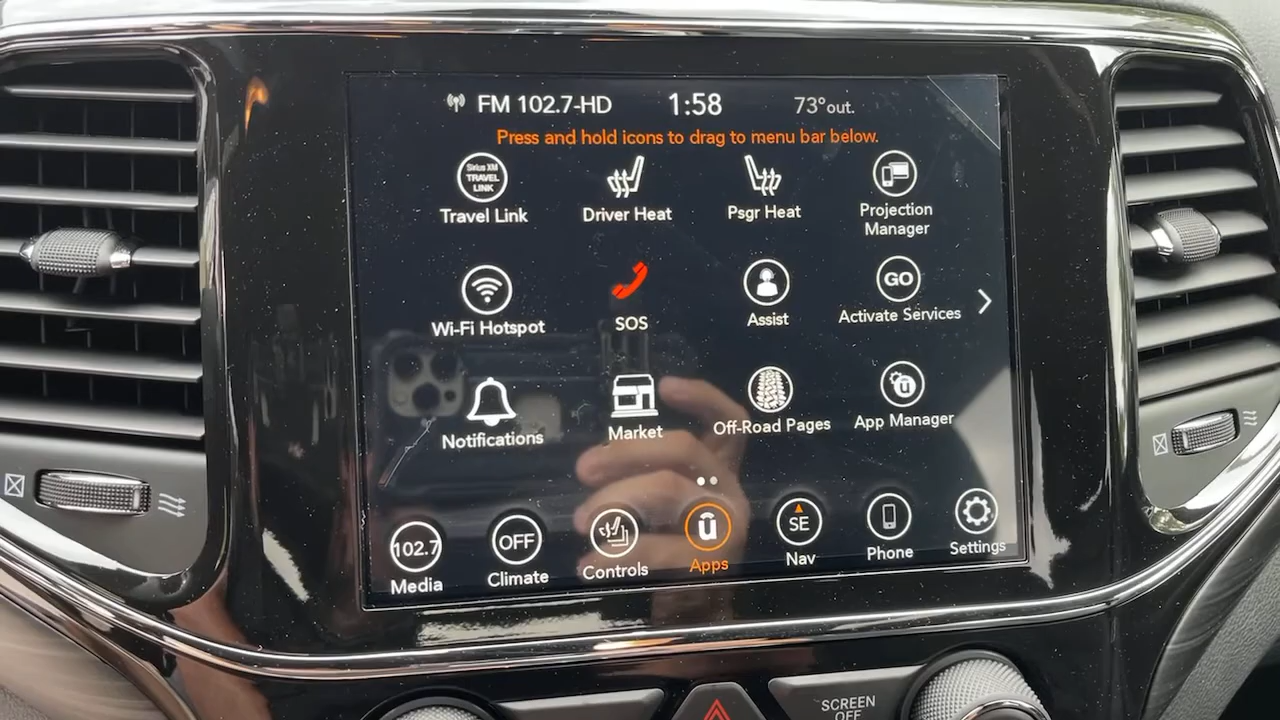 FM 102.7-HD 1:58 73°out.
Press and hold icons to drag to menu bar below.
Sirius XM
TRAVEL
LINK
Travel Link Driver Heat Psgr Heat Projection
Manager
GO
Wi-Fi Hotspot SOS Assist Activate Services
Notifications Market Off-Road Pages App Manager
102.7 OFF SE
Media Climate Controls Apps Nav Phone Settings
SCREEN
OFF